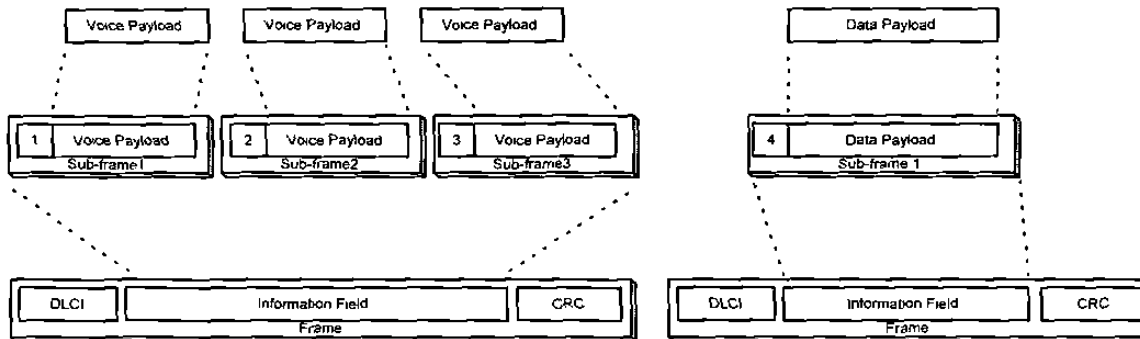 Voice Payload Voice Payload Voice Payload Data Payload
1 Voice Payload 2 Voice Payload 3 Voice Payload 4 Data Payload
Sub-frame1 Sub-frame2 Sub-frame3 Sub-frame 1
DLCI Information Field CRC DLCI Information Field CRC
Frame Frame